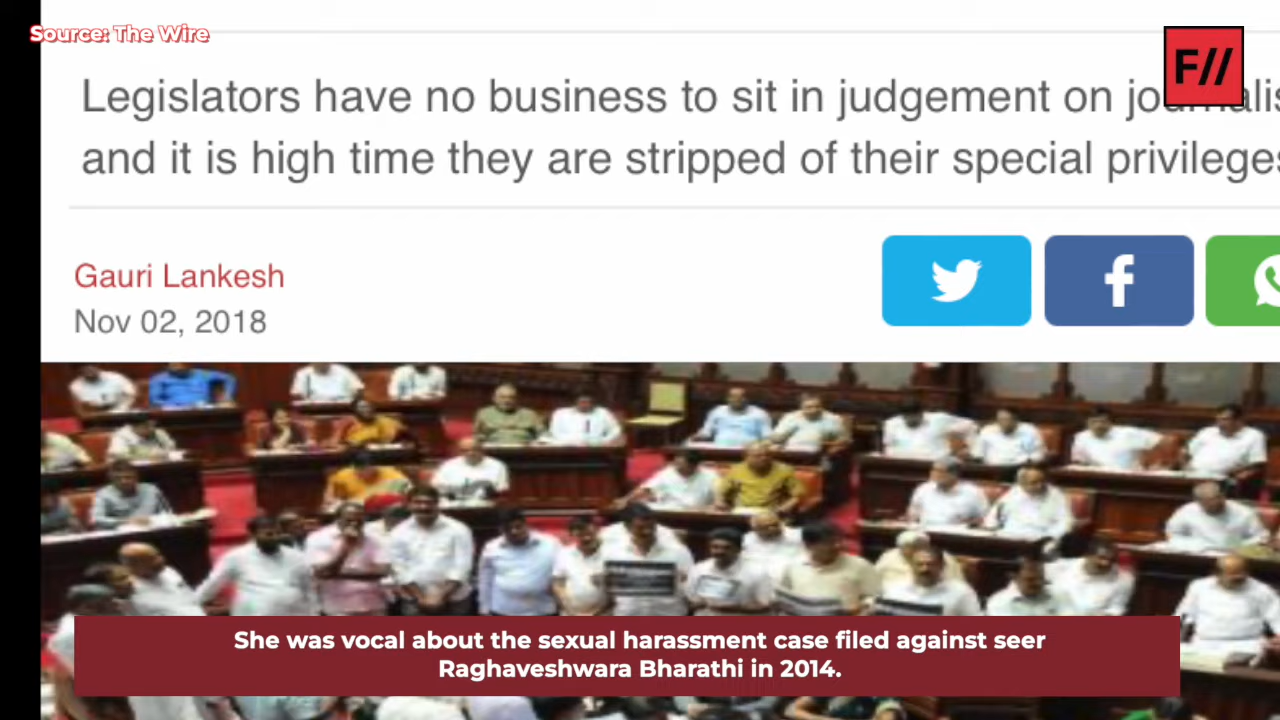 Source: The Wire
F//
Legislators have no business to sit in judgement on
and it is high time they are stripped of their special
Gauri Lankesh
Nov 02, 2018
She was vocal about the sexual harassment case filed against seer
Raghaveshwara Bharathi in 2014.